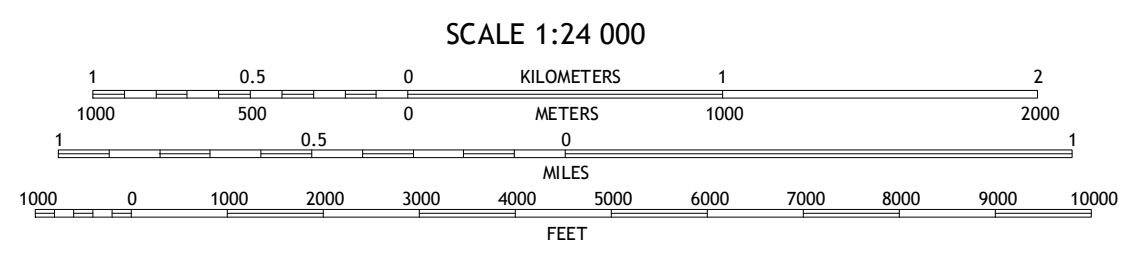 SCALE 1:24 000
1 0.5 0 KILOMETERS 1 2
1000 500 0 METERS 1000 2000
1 0.5 0 1
MILES
1000 0 1000 2000 3000 4000 5000 6000 7000 8000 9000 10000
FEET